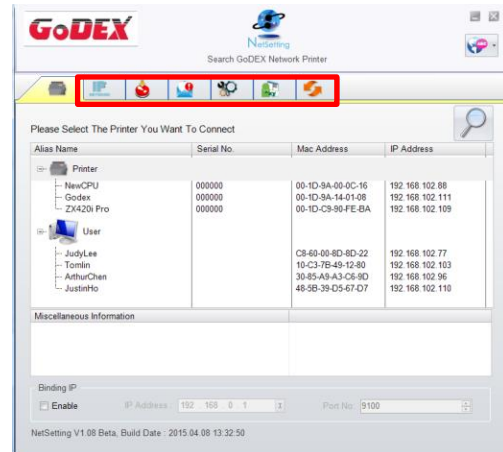 GoDEX
NetSetting
Search GoDEX Network Printer
Please Select The Printer You Want To Connect
Alias Name Serial No. Mac Address IP Address
Printer
NewCPU 000000 00-1D-9A-00-0C-16 192.168.102.88
Godex 000000 00-1D-9A-14-01-08 192.168.102.111
ZX420i Pro 000000 00-1D-C9-90-FE-BA 192.168.102.109
User
JudyLee C8-60-00-8D-8D-22 192.168.102.77
Tomlin 10-C3-7B-49-12-80 192.168.102.103
ArthurChen 30-85-A9-A3-C6-9D 192.168.102.96
JustinHo 48-5B-39-D5-67-D7 192.168.102.110
Miscellaneous Information
Binding IP
Enable IP Address : 192 . 168 . 0 . 1 Port No: 9100
NetSetting V1.08 Beta, Build Date : 2015.04.08 13:32:50